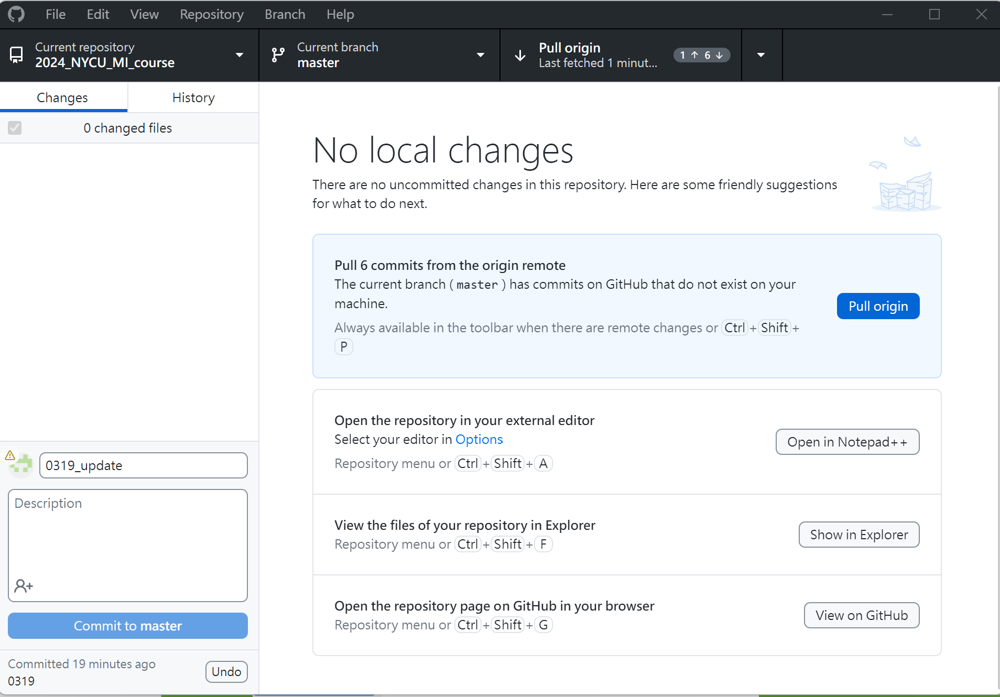 File Edit View Repository Branch Help
Current repository
2024_NYCU_MI_course
Current branch
master
Pull origin
Last fetched 1 minut...
1 ↑ 6 ↓
Changes
History
0 changed files
No local changes
There are no uncommitted changes in this repository. Here are some friendly suggestions
for what to do next.
Pull 6 commits from the origin remote
The current branch ( master ) has commits on GitHub that do not exist on your
machine.
Always available in the toolbar when there are remote changes or Ctrl + Shift +
P
Pull origin
Open the repository in your external editor
Select your editor in Options
Repository menu or Ctrl + Shift + A
Open in Notepad++
View the files of your repository in Explorer
Repository menu or Ctrl + Shift + F
Show in Explorer
Open the repository page on GitHub in your browser
Repository menu or Ctrl + Shift + G
View on GitHub
0319_update
Description
Commit to master
Committed 19 minutes ago
0319
Undo